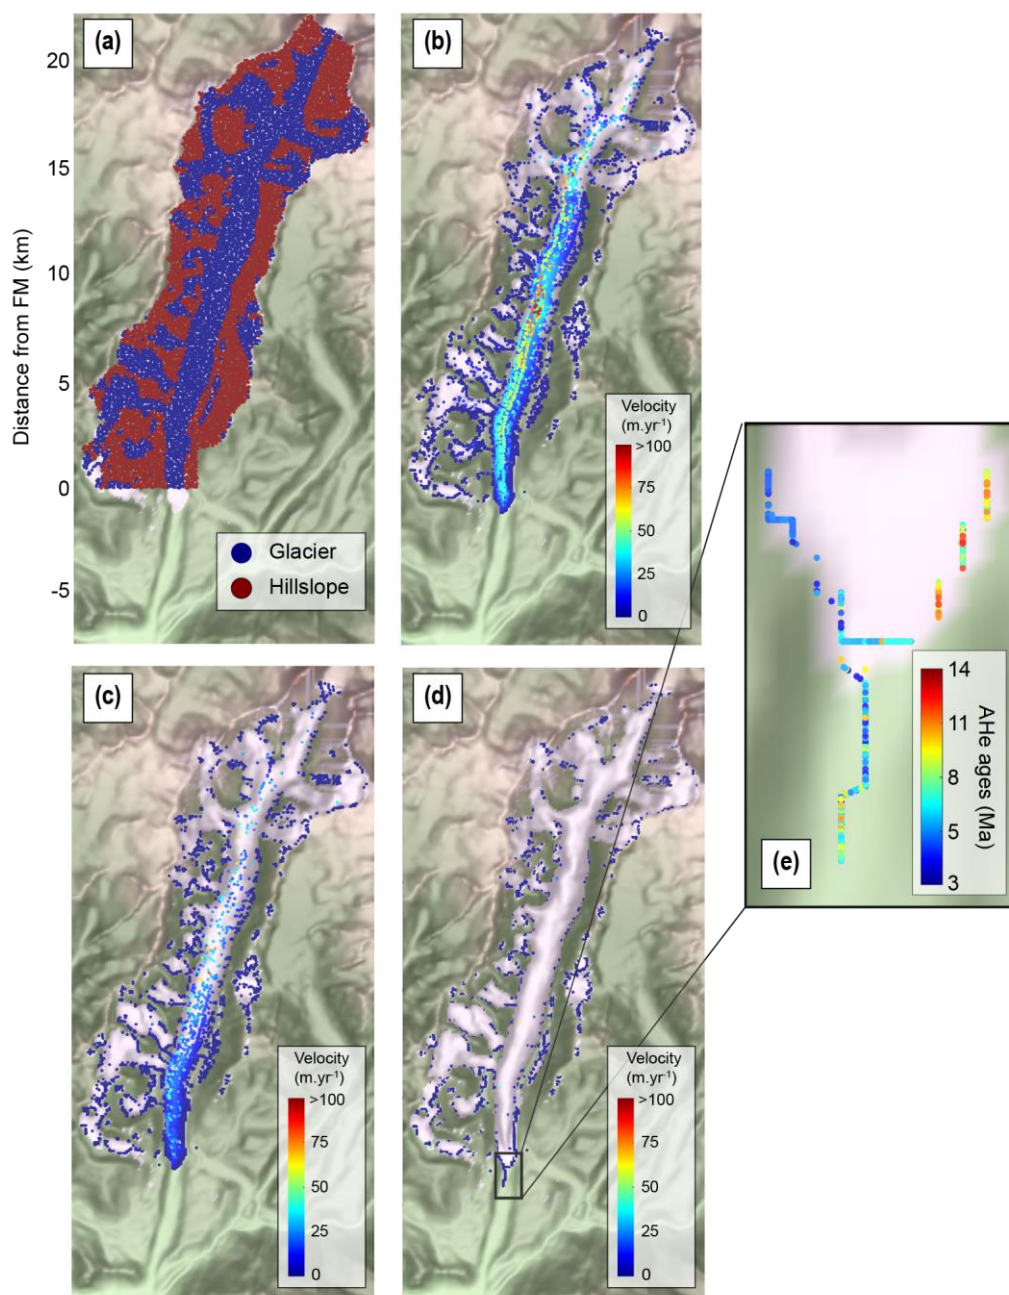 (a)
20
15
10
5
0
-5
Distance from FM (km)
Glacier
Hillslope
(b)
Velocity
(m.yr⁻¹)
>100
75
50
25
0
(c)
Velocity
(m.yr⁻¹)
>100
75
50
25
0
(d)
Velocity
(m.yr⁻¹)
>100
75
50
25
0
(e)
14
11
8
5
3
AHe ages (Ma)